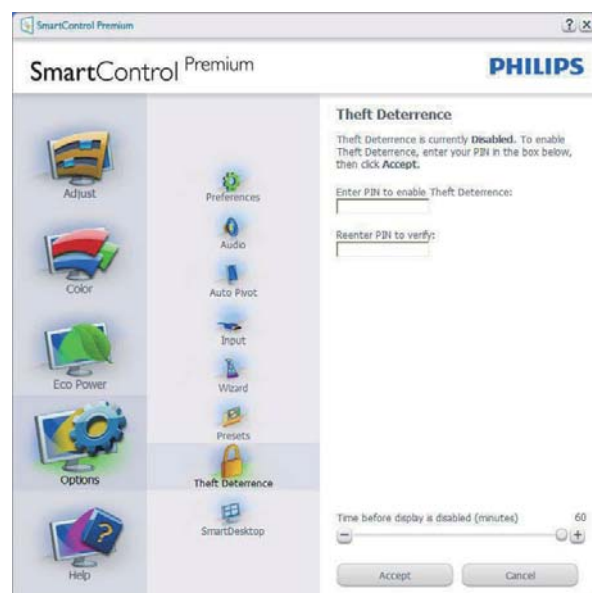 SmartControl Premium
? x
SmartControl Premium
PHILIPS
Adjust
Color
Eco Power
Options
Help
Preferences
Audio
Auto Pivot
Input
Wizard
Presets
Theft Deterrence
SmartDesktop
Theft Deterrence
Theft Deterrence is currently Disabled. To enable
Theft Deterrence, enter your PIN in the box below,
then click Accept.
Enter PIN to enable Theft Deterrence:
Reenter PIN to verify:
Time before display is disabled (minutes) 60
Accept Cancel